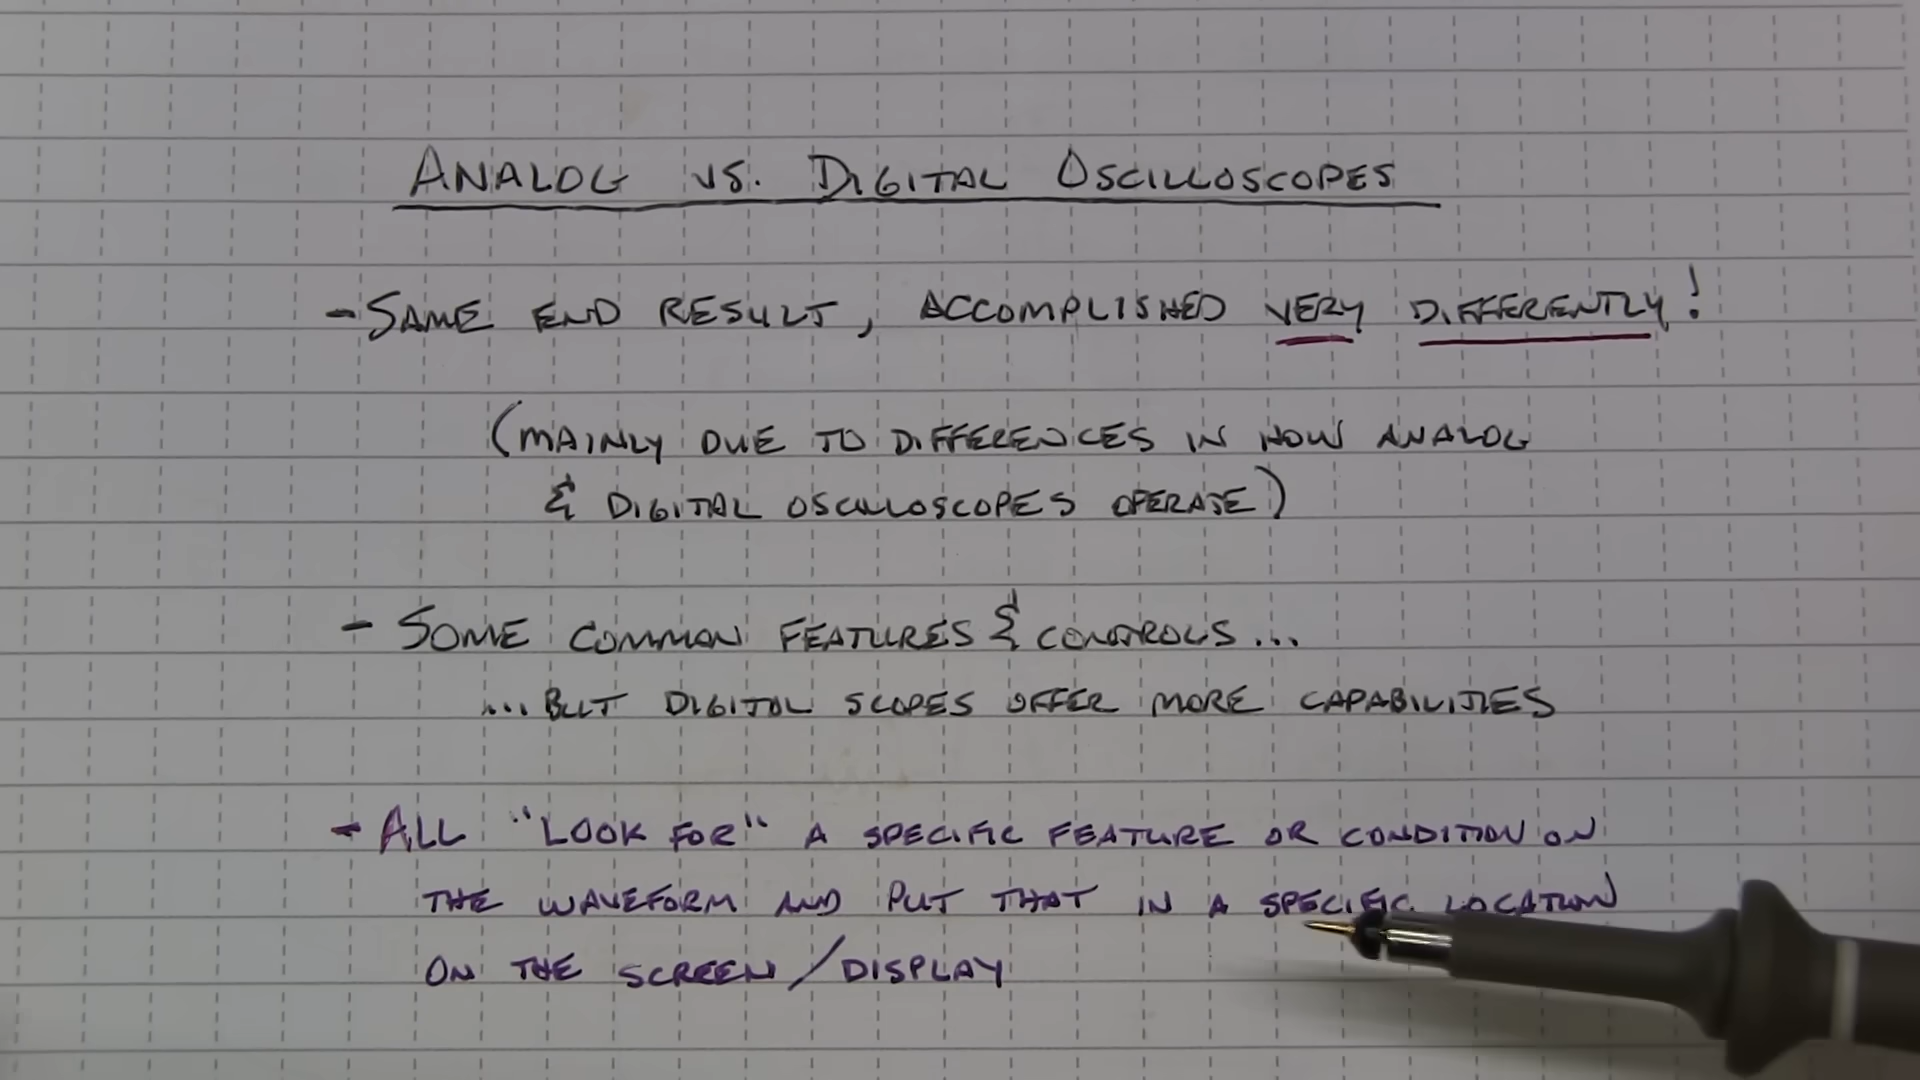 ANALOG VS. DIGITAL OSCILLOSCOPES
- SAME END RESULT, ACCOMPLISHED VERY DIFFERENTLY!
(MAINLY DUE TO DIFFERENCES IN HOW ANALOG
& DIGITAL OSCILLOSCOPES OPERATE)
- SOME COMMON FEATURES & CONTROLS...
...BUT DIGITAL SCOPES OFFER MORE CAPABILITIES
- ALL "LOOK FOR" A SPECIFIC FEATURE OR CONDITION ON
THE WAVEFORM AND PUT THAT IN A SPECIFIC LOCATION
ON THE SCREEN/DISPLAY